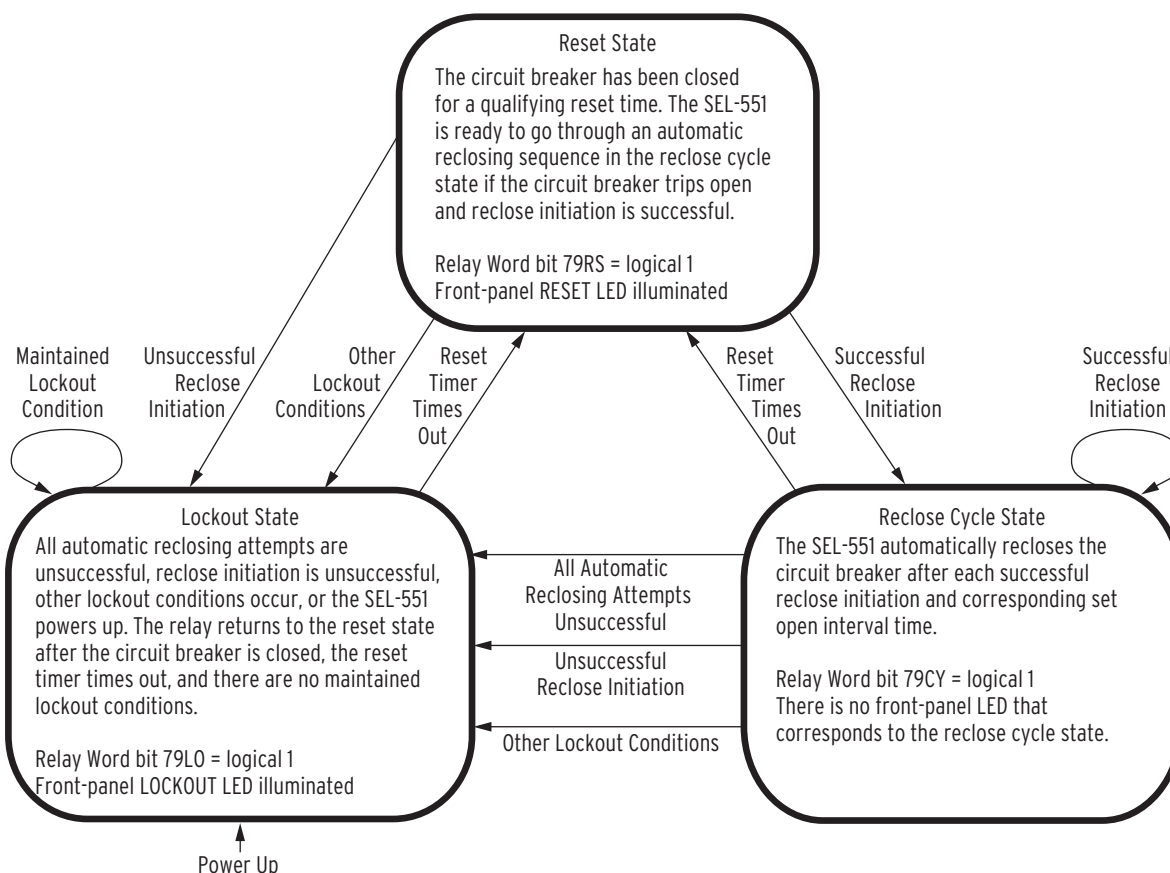 Reset State
The circuit breaker has been closed
for a qualifying reset time. The SEL-551
is ready to go through an automatic
reclosing sequence in the reclose cycle
state if the circuit breaker trips open
and reclose initiation is successful.
Relay Word bit 79RS = logical 1
Front-panel RESET LED illuminated
Maintained
Lockout
Condition
Unsuccessful
Reclose
Initiation
Other
Lockout
Conditions
Reset
Timer
Times
Out
Reset
Timer
Times
Out
Successful
Reclose
Initiation
Successful
Reclose
Initiation
Lockout State
All automatic reclosing attempts are
unsuccessful, reclose initiation is unsuccessful,
other lockout conditions occur, or the SEL-551
powers up. The relay returns to the reset state
after the circuit breaker is closed, the reset
timer times out, and there are no maintained
lockout conditions.
Relay Word bit 79LO = logical 1
Front-panel LOCKOUT LED illuminated
All Automatic
Reclosing Attempts
Unsuccessful
Unsuccessful
Reclose Initiation
Other Lockout Conditions
Reclose Cycle State
The SEL-551 automatically recloses the
circuit breaker after each successful
reclose initiation and corresponding set
open interval time.
Relay Word bit 79CY = logical 1
There is no front-panel LED that
corresponds to the reclose cycle state.
Power Up